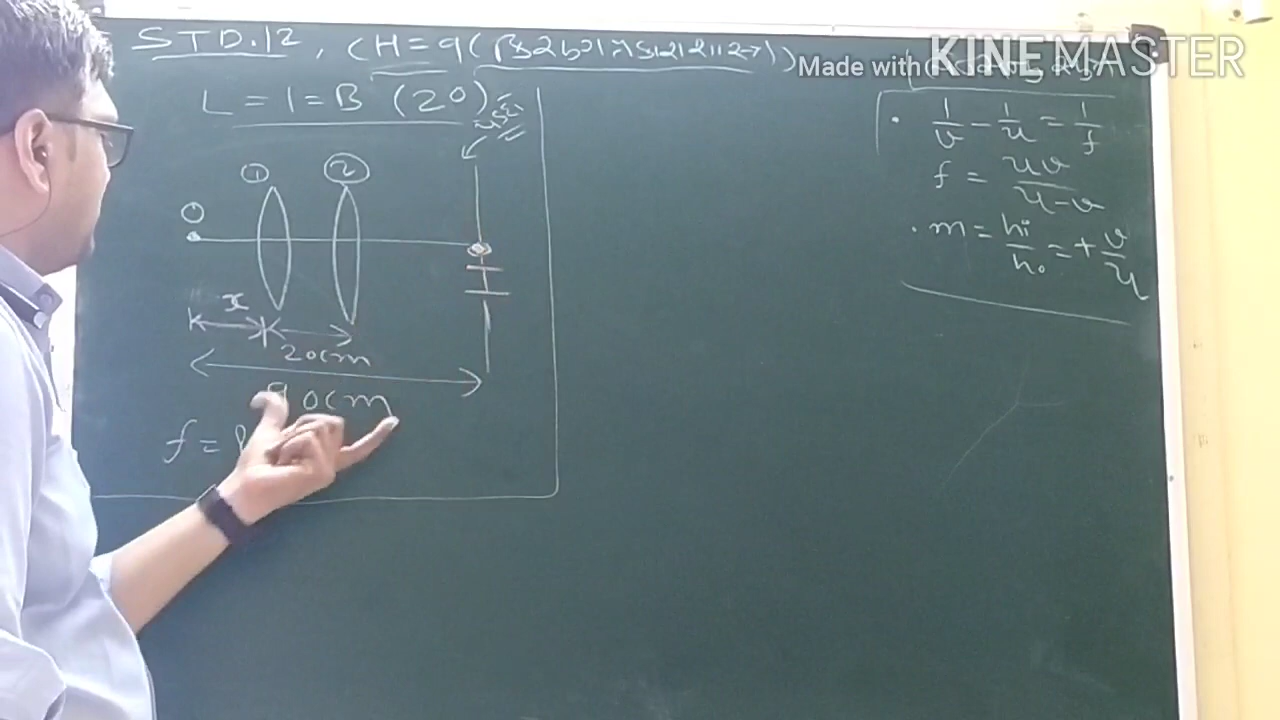 STD.12, CH=9
Made with KINEMASTER
L=1=B (20)
1/v - 1/u = 1/f
f = uv/u-v
. m = hi/ho = + v/u
① ②
O
x
20cm
90cm
f =